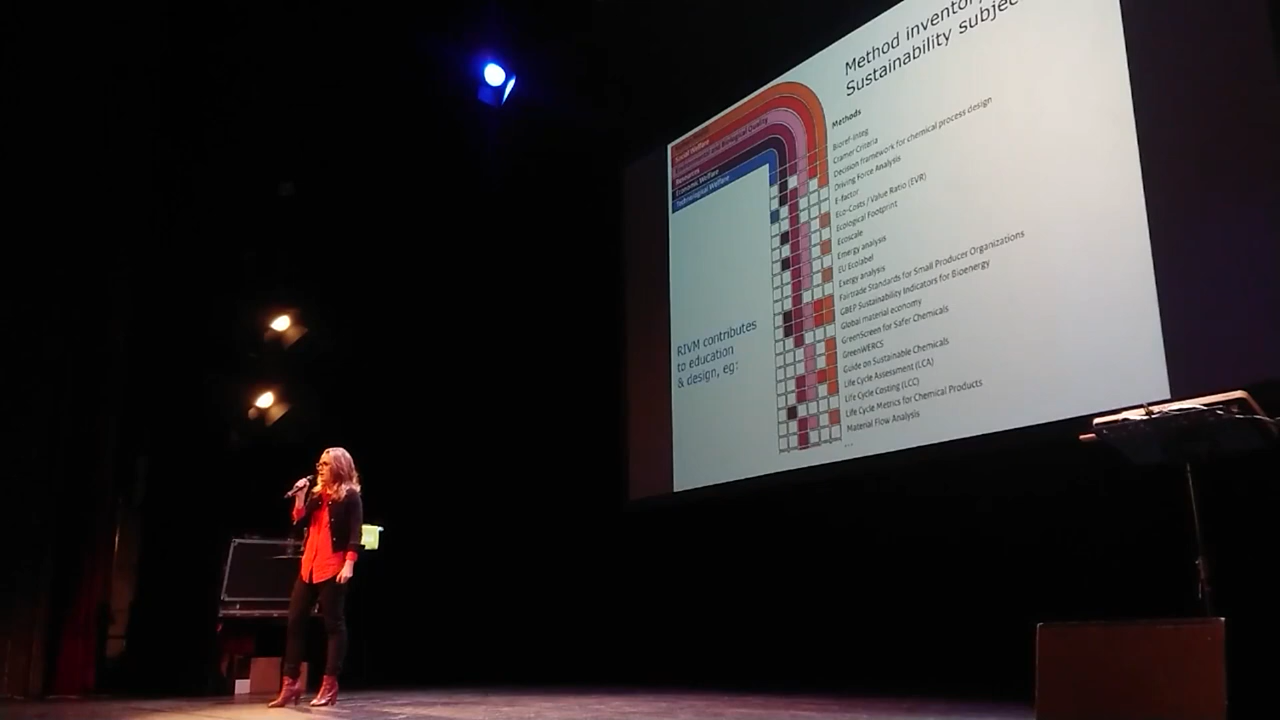 Method inventory
Sustainability subjec
Social Welfare
Ecological Quality
Resources
Economic Welfare
Technological Welfare
Methods
Bioref-Integ
Cramer Criteria
Decision framework for chemical process design
Driving Force Analysis
E-factor
Eco-Costs / Value Ratio (EVR)
Ecological Footprint
Ecoscale
Emergy analysis
EU Ecolabel
Exergy analysis
Fairtrade Standards for Small Producer Organizations
GBEP Sustainability Indicators for Bioenergy
Global material economy
GreenScreen for Safer Chemicals
GreenWERCS
Guide on Sustainable Chemicals
Life Cycle Assessment (LCA)
Life Cycle Costing (LCC)
Life Cycle Metrics for Chemical Products
Material Flow Analysis
....
RIVM contributes
to education
& design, eg: